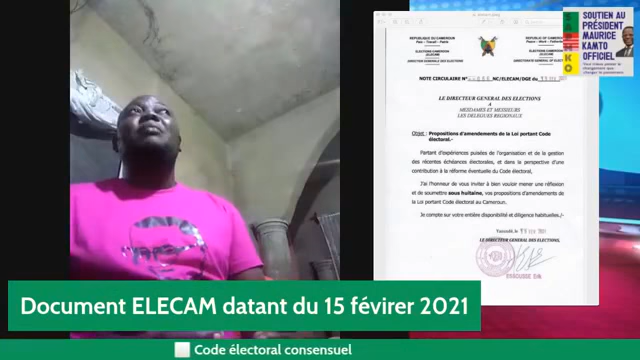 SOUTIEN AU
PRÉSIDENT
MAURICE
KAMTO
OFFICIEL
REPUBLIQUE DU CAMEROUN
Paix - Travail - Patrie
ELECTIONS CAMEROON
(ELECAM)
DIRECTION GENERALE DES ELECTIONS
REPUBLIC OF CAMEROON
Peace - Work - Fatherland
ELECTIONS CAMEROON
(ELECAM)
NOTE CIRCULAIRE N° NC/ELECAM/DGE du
LE DIRECTEUR GENERAL DES ELECTIONS
A
MESDAMES ET MESSIEURS
LES DELEGUES REGIONAUX
Objet : Propositions d'amendements de la Loi portant Code
électoral.-
Partant d'expériences puisées de l'organisation et de la gestion
des récentes échéances électorales, et dans la perspective d'une
contribution à la réforme éventuelle du Code électoral,
J'ai l'honneur de vous inviter à bien vouloir mener une réflexion
et de soumettre sous huitaine, vos propositions d'amendements
de la Loi portant Code électoral au Cameroun.
Je compte sur votre entière disponibilité et diligence habituelles./-
Yaoundé, le
LE DIRECTEUR GENERAL DES ELECTIONS,
ESSOUSSE Erik
Document ELECAM datant du 15 févirer 2021
Code électoral consensuel